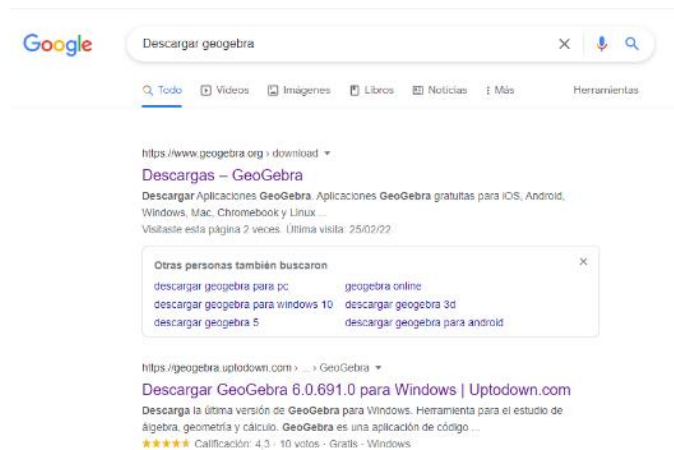 Google
Descargar geogebra
Todo Vídeos Imágenes Libros Noticias Más Herramientas
https://www.geogebra.org › download
Descargas – GeoGebra
Descargar Aplicaciones GeoGebra. Aplicaciones GeoGebra gratuitas para iOS, Android,
Windows, Mac, Chromebook y Linux ...
Visitaste esta página 2 veces. Última visita: 25/02/22
Otras personas también buscaron
descargar geogebra para pc geogebra online
descargar geogebra para windows 10 descargar geogebra 3d
descargar geogebra 5 descargar geogebra para android
https://geogebra.uptodown.com › ... › GeoGebra
Descargar GeoGebra 6.0.691.0 para Windows | Uptodown.com
Descarga la última versión de GeoGebra para Windows. Herramienta para el estudio de
álgebra, geometría y cálculo. GeoGebra es una aplicación de código ...
Calificación: 4,3 · 10 votos · Gratis · Windows